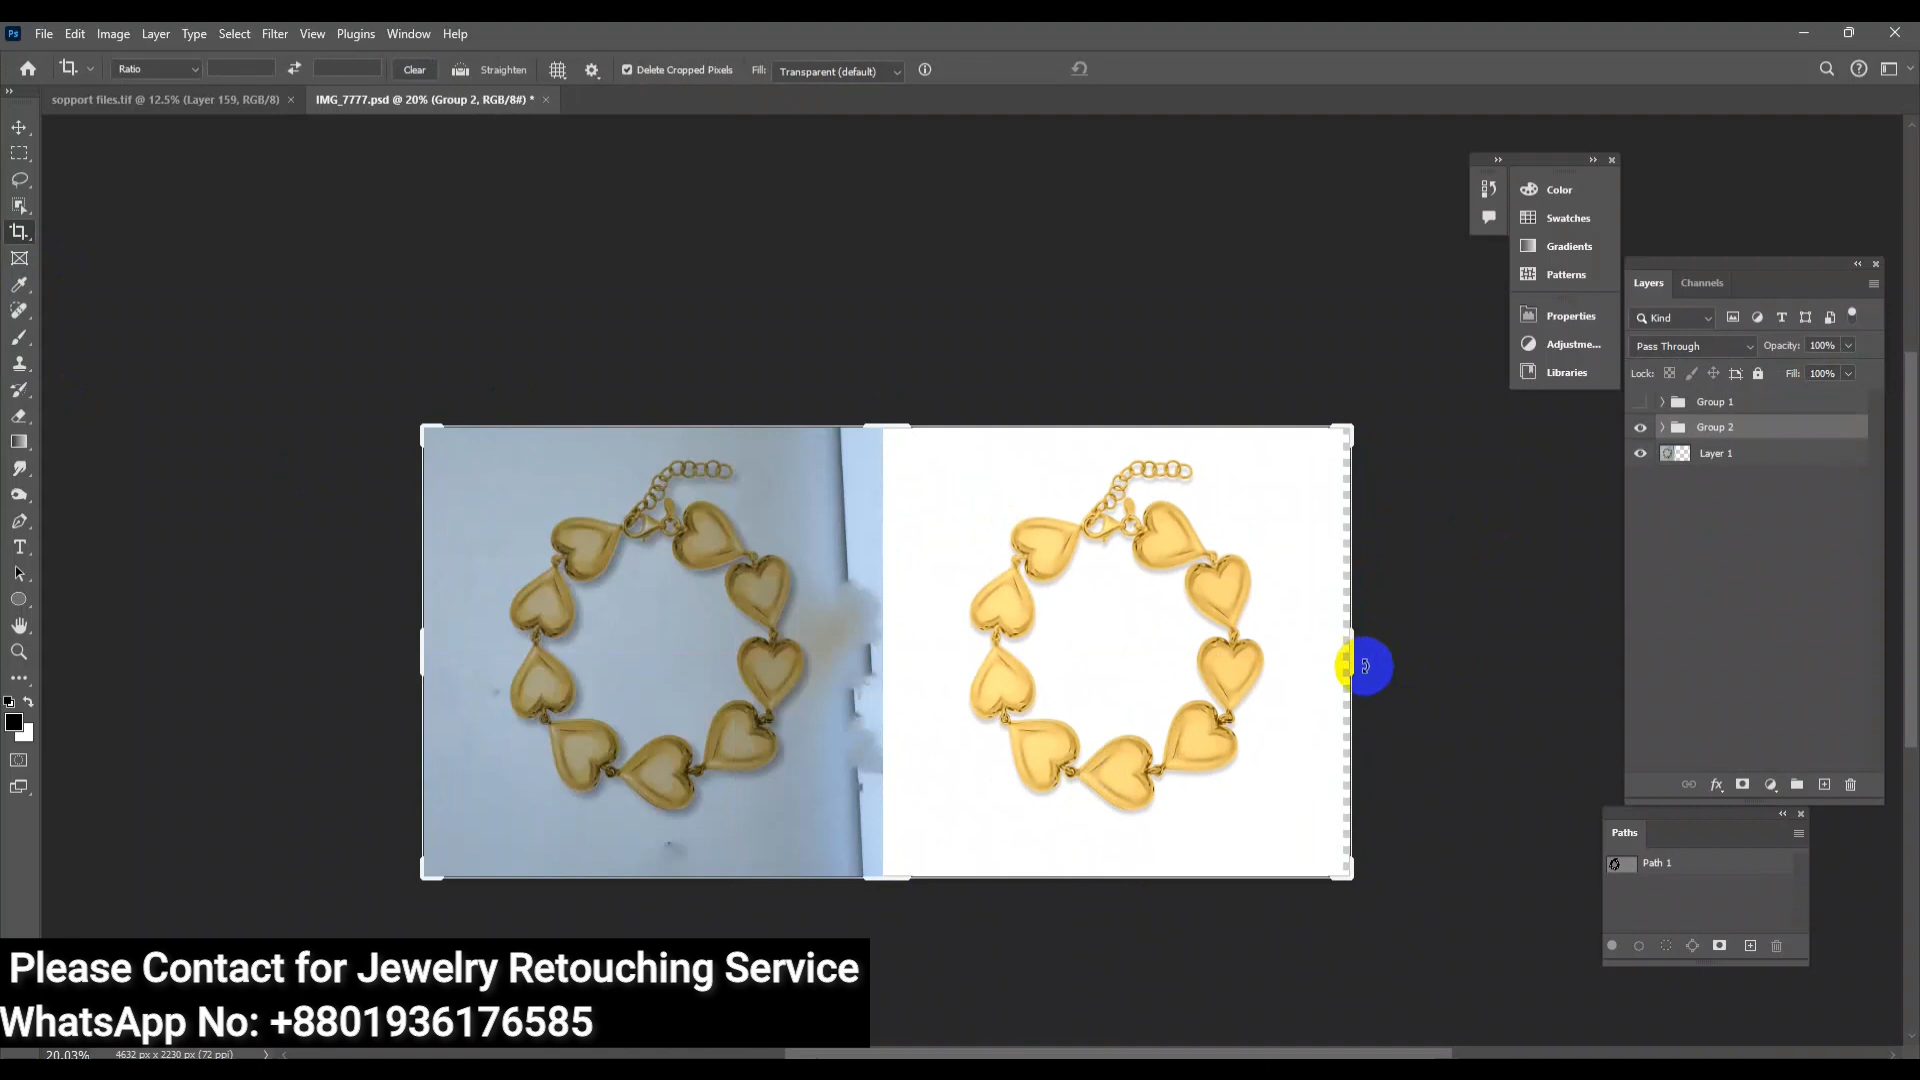 Ps File Edit Image Layer Type Select Filter View Plugins Window Help
Ratio Clear Straighten Delete Cropped Pixels Fill: Transparent (default)
sopport files.tif @ 12.5% (Layer 159, RGB/8) × IMG_7777.psd @ 20% (Group 2, RGB/8#) * ×
Color
Swatches
Gradients
Patterns
Properties
Adjustme...
Libraries
Layers Channels
Kind
Pass Through Opacity: 100%
Lock: Fill: 100%
Group 1
Group 2
Layer 1
fx
Paths
Path 1
Please Contact for Jewelry Retouching Service
WhatsApp No: +8801936176585
20.03% 4632 px x 2230 px (72 ppi)